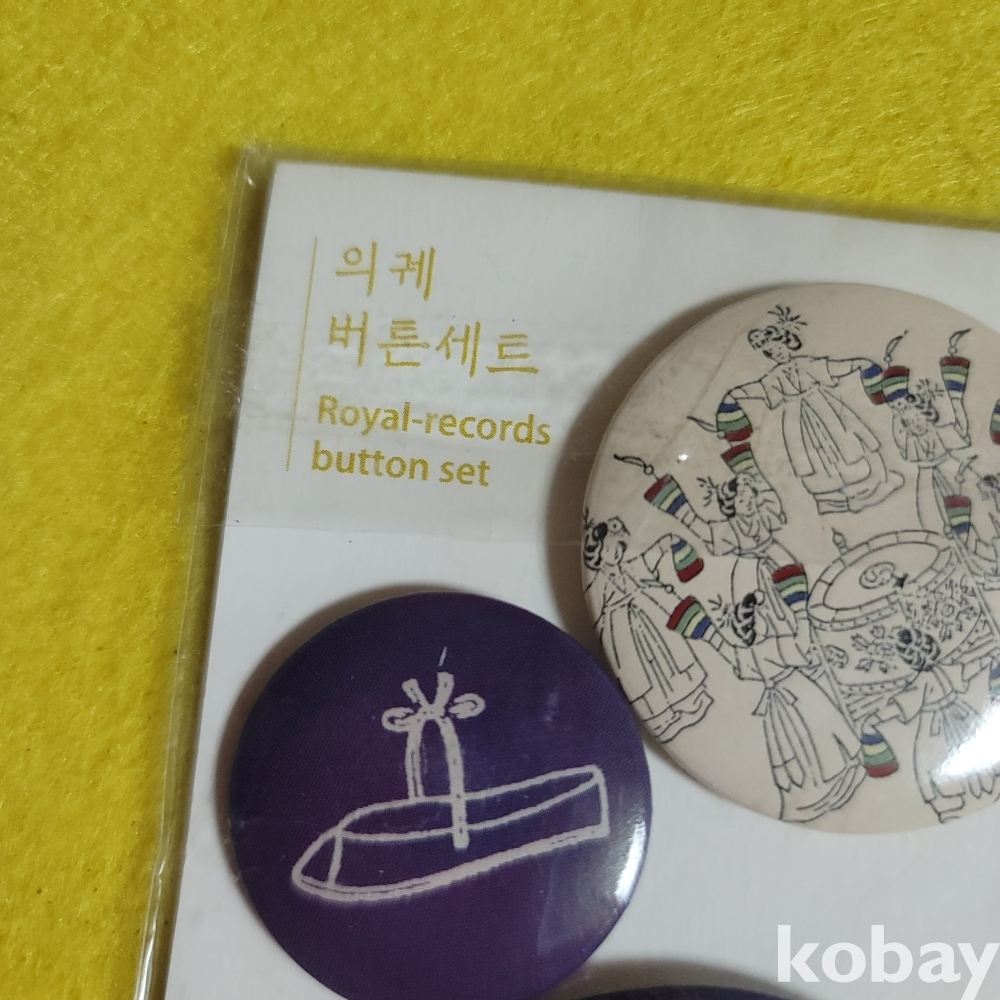 의궤
버튼세트
Royal-records
button set
kobay